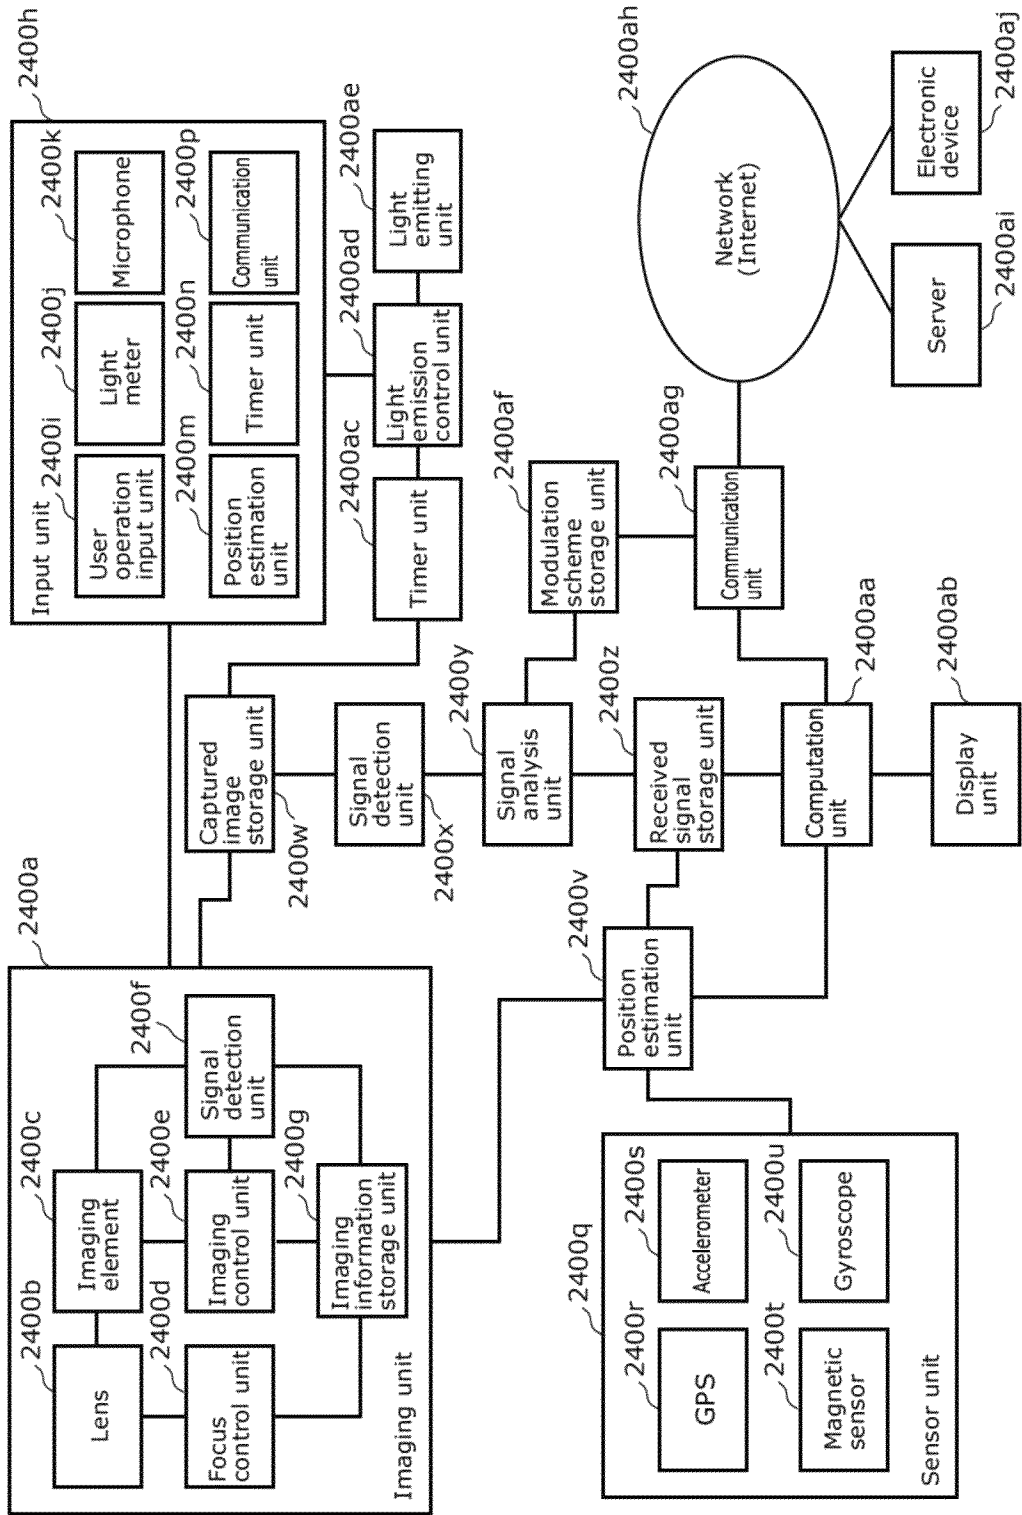 2400a
2400b
Lens
2400c
Imaging
element
2400d
Focus
control unit
2400e
Imaging
control unit
2400f
Signal
detection
unit
2400g
Imaging
information
storage unit
Imaging unit
2400h
Input unit
2400i
User
operation
input unit
2400j
Light
meter
2400k
Microphone
2400m
Position
estimation
unit
2400n
Timer unit
2400p
Communication
unit
2400w
Captured
image
storage unit
2400x
Signal
detection
unit
2400y
Signal
analysis
unit
2400z
Received
signal
storage unit
2400aa
Computation
unit
2400ab
Display
unit
2400ac
Timer unit
2400ad
Light
emission
control unit
2400ae
Light
emitting
unit
2400af
Modulation
scheme
storage unit
2400ag
Communication
unit
2400ah
Network
(Internet)
2400ai
Server
2400aj
Electronic
device
2400v
Position
estimation
unit
2400q
2400r
GPS
2400s
Accelerometer
2400t
Magnetic
sensor
2400u
Gyroscope
Sensor unit